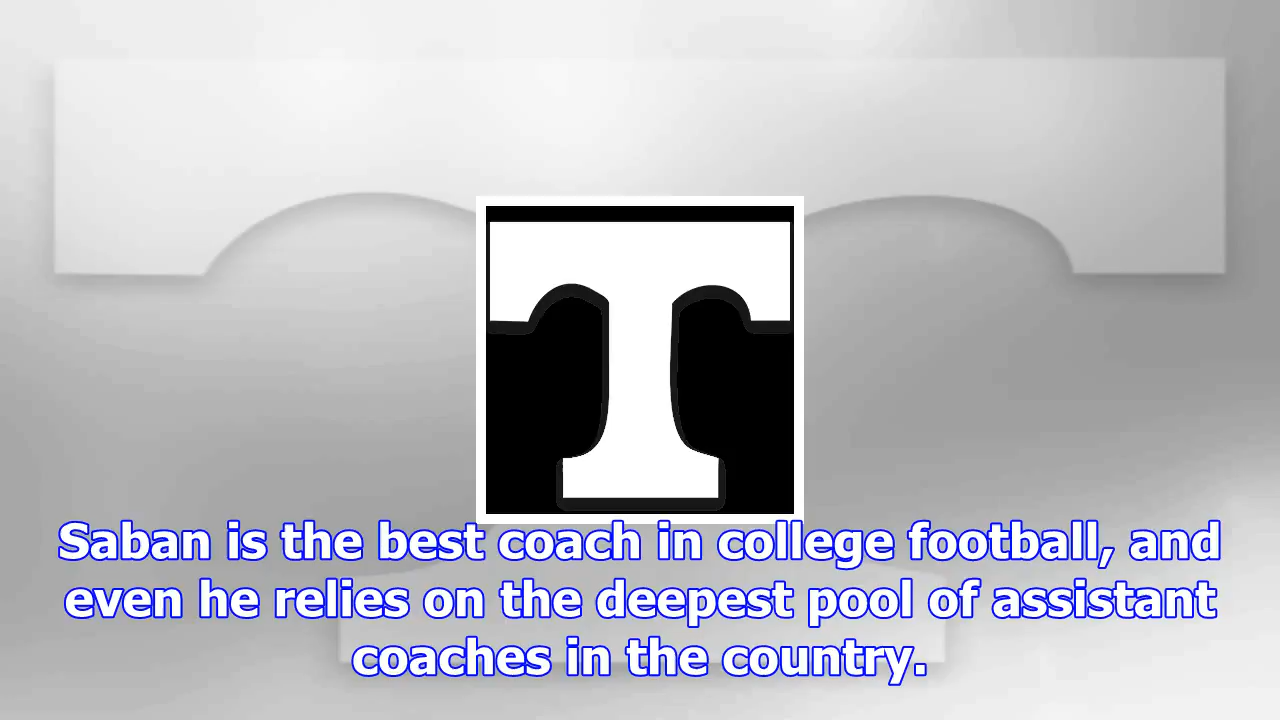 T
Saban is the best coach in college football, and
even he relies on the deepest pool of assistant
coaches in the country.